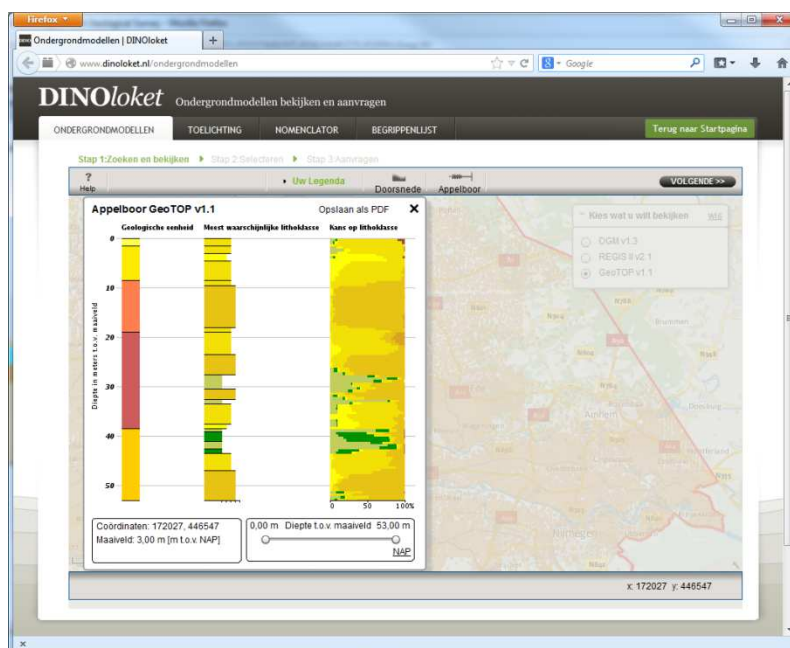 Firefox
Ondergrondmodellen | DINOloket
www.dinoloket.nl/ondergrondmodellen
Google
DINOloket Ondergrondmodellen bekijken en aanvragen
ONDERGRONDMODELLEN TOELICHTING NOMENCLATOR BEGRIPPENLIJST Terug naar Startpagina
Stap 1:Zoeken en bekijken Stap 2:Selecteren Stap 3:Aanvragen
? Help Uw Legenda Doorsnede Appelboor VOLGENDE >>
Appelboor GeoTOP v1.1 Opslaan als PDF X
Geologische eenheid Meest waarschijnlijke lithoklasse Kans op lithoklasse
Diepte in meters t.o.v. maaiveld
0
10
20
30
40
50
0 50 100%
Coördinaten: 172027, 446547
Maaiveld: 3,00 m [m t.o.v. NAP]
0,00 m Diepte t.o.v. maaiveld 53,00 m
NAP
Kies wat u wilt bekijken
DGM v1.3
REGIS II v2.1
GeoTOP v1.1
Brummen
Arnhem
Nijmegen
x: 172027 y: 446547